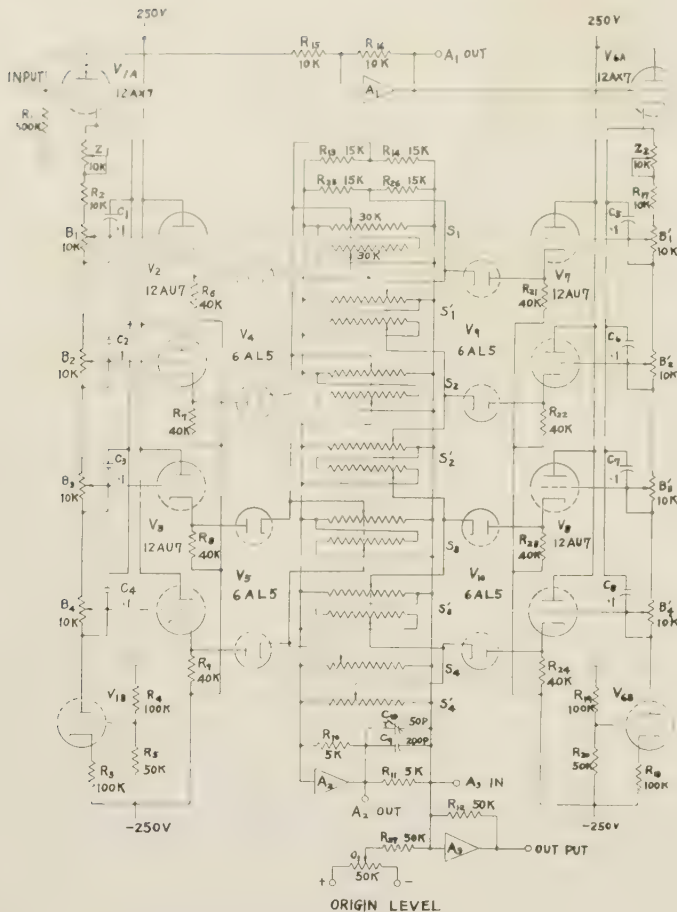 250V
250V
R15
R16
10K
10K
A1 OUT
V1A
12AX7
INPUT
R1
500K
A1
V6A
12AX7
Z
10K
R2
10K
C1
.1
B1
10K
R13 15K
R14 15K
R25 15K
R26 15K
30K
30K
S1
Z2
10K
R17
10K
C5
.1
B'1
10K
V2
12AU7
R6
40K
V4
6AL5
S'1
V9
6AL5
R21
40K
V7
12AU7
C2
.1
B2
10K
R7
40K
S2
R22
40K
C6
.1
B'2
10K
C3
.1
B3
10K
V3
12AU7
R8
40K
S'2
C7
.1
B'3
10K
R23
40K
V8
12AU7
V5
6AL5
S3
V10
6AL5
C4
.1
B4
10K
R9
40K
S'3
C8
.1
B'4
10K
S4
R24
40K
V1B
R4
100K
R5
50K
R3
100K
S'4
C10
50P
C9
200P
R10
5K
A2
R11 5K
A3 IN
A2 OUT
R19
100K
R20
50K
V6B
R18
100K
-250V
-250V
R12 50K
R27 50K
A3
OUT PUT
O1
50K
+
-
ORIGIN LEVEL